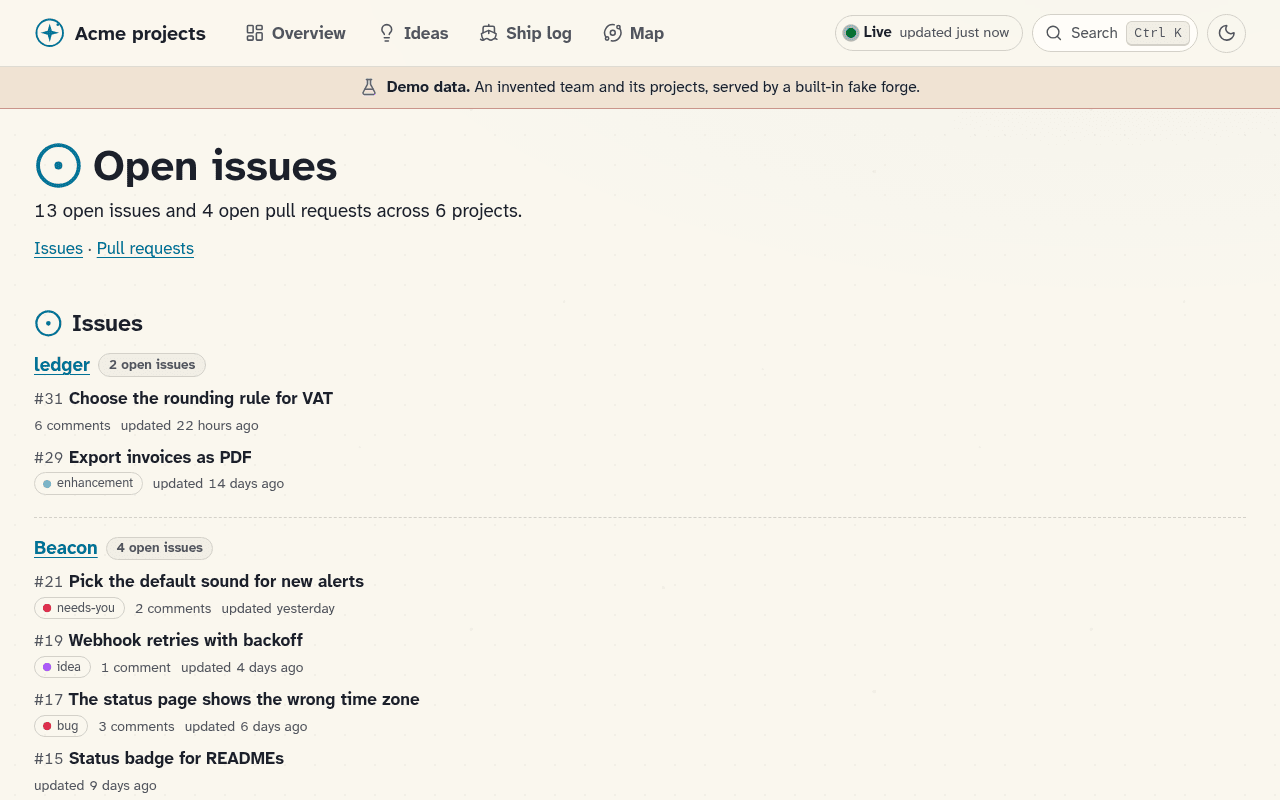 Acme projects
Overview
Ideas
Ship log
Map
Live updated just now
Search Ctrl K
Demo data. An invented team and its projects, served by a built-in fake forge.
Open issues
13 open issues and 4 open pull requests across 6 projects.
Issues · Pull requests
Issues
ledger 2 open issues
#31 Choose the rounding rule for VAT
6 comments updated 22 hours ago
#29 Export invoices as PDF
enhancement updated 14 days ago
Beacon 4 open issues
#21 Pick the default sound for new alerts
needs-you 2 comments updated yesterday
#19 Webhook retries with backoff
idea 1 comment updated 4 days ago
#17 The status page shows the wrong time zone
bug 3 comments updated 6 days ago
#15 Status badge for READMEs
updated 9 days ago